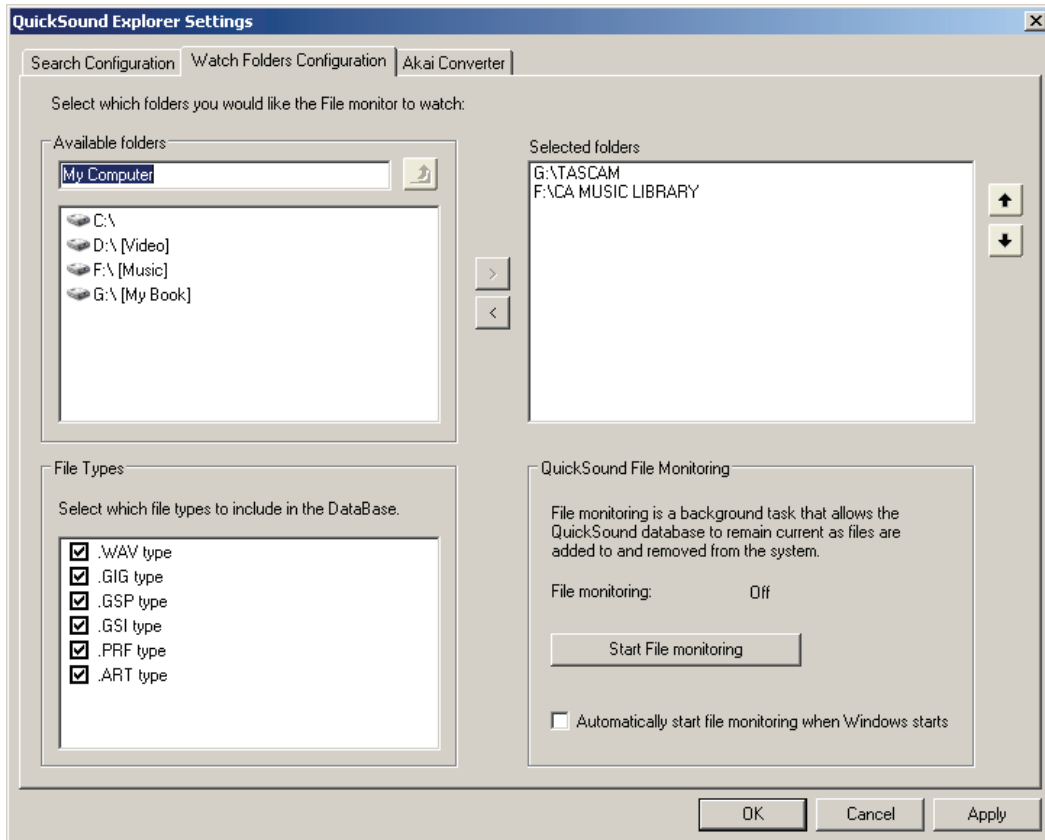 QuickSound Explorer Settings
Search Configuration
Watch Folders Configuration
Akai Converter
Select which folders you would like the File monitor to watch:
Available folders
My Computer
C:\
D:\ [Video]
F:\ [Music]
G:\ [My Book]
>
<
Selected folders
G:\TASCAM
F:\CA MUSIC LIBRARY
File Types
Select which file types to include in the DataBase.
.WAV type
.GIG type
.GSP type
.GSI type
.PRF type
.ART type
QuickSound File Monitoring
File monitoring is a background task that allows the
QuickSound database to remain current as files are
added to and removed from the system.
File monitoring: Off
Start File monitoring
Automatically start file monitoring when Windows starts
OK
Cancel
Apply